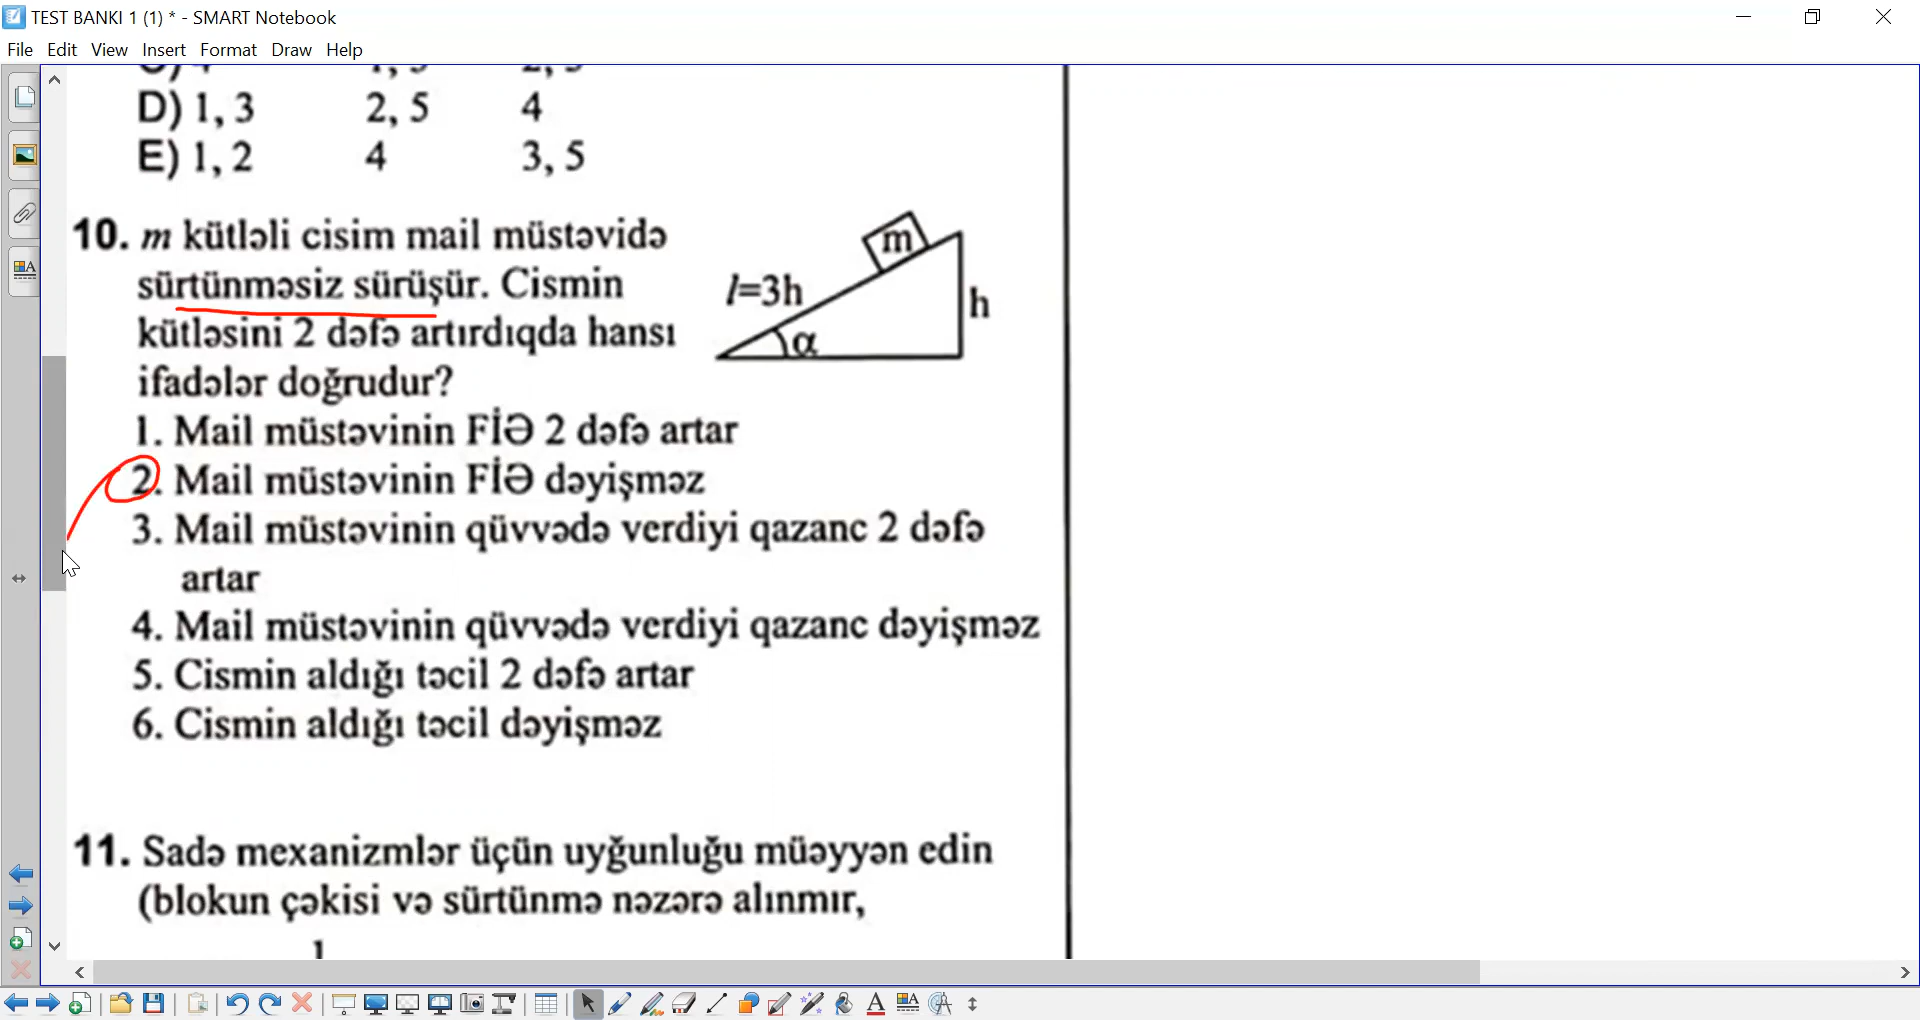 TEST BANKI 1 (1) * - SMART Notebook
File Edit View Insert Format Draw Help
D) 1, 3 2, 5 4
E) 1, 2 4 3, 5
10. m kütləli cisim mail müstəvidə
sürtünməsiz sürüşür. Cismin
kütləsini 2 dəfə artırdıqda hansı
ifadələr doğrudur?
m
l=3h
h
α
1. Mail müstəvinin FİƏ 2 dəfə artar
2. Mail müstəvinin FİƏ dəyişməz
3. Mail müstəvinin qüvvədə verdiyi qazanc 2 dəfə
artar
4. Mail müstəvinin qüvvədə verdiyi qazanc dəyişməz
5. Cismin aldığı təcil 2 dəfə artar
6. Cismin aldığı təcil dəyişməz
11. Sadə mexanizmlər üçün uyğunluğu müəyyən edin
(blokun çəkisi və sürtünmə nəzərə alınmır,